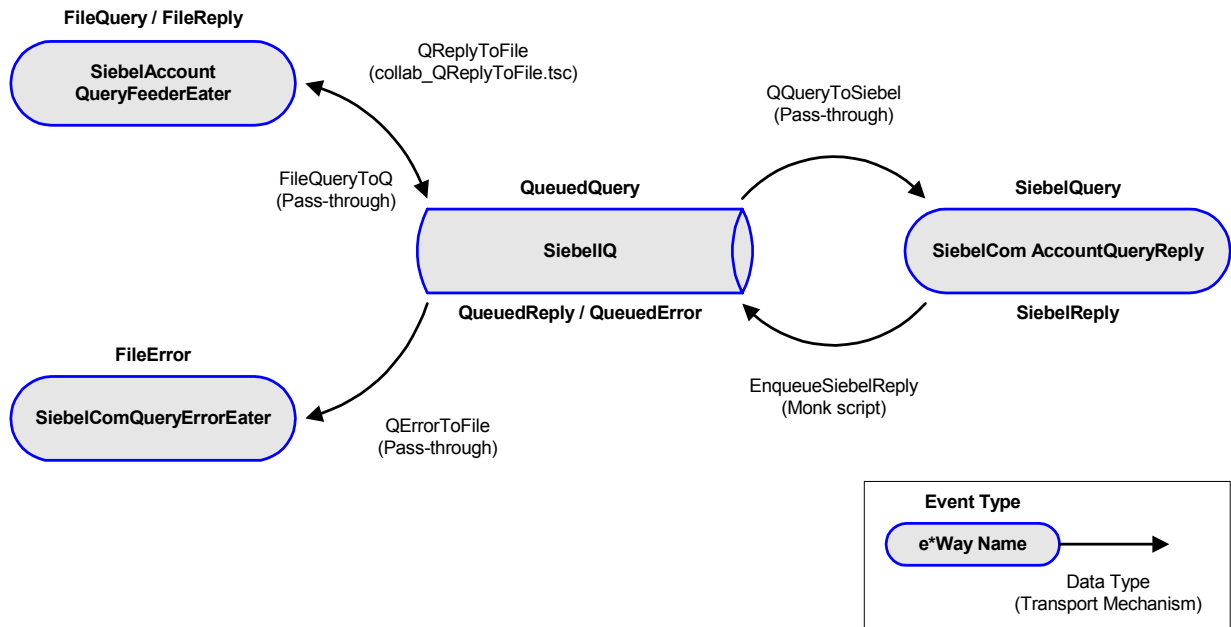 FileQuery / FileReply
SiebelAccount
QueryFeederEater
QReplyToFile
(collab_QReplyToFile.tsc)
QQueryToSiebel
(Pass-through)
FileQueryToQ
(Pass-through)
QueuedQuery
SiebelIQ
QueuedReply / QueuedError
SiebelQuery
SiebelCom AccountQueryReply
SiebelReply
FileError
SiebelComQueryErrorEater
QErrorToFile
(Pass-through)
EnqueueSiebelReply
(Monk script)
Event Type
e*Way Name
Data Type
(Transport Mechanism)